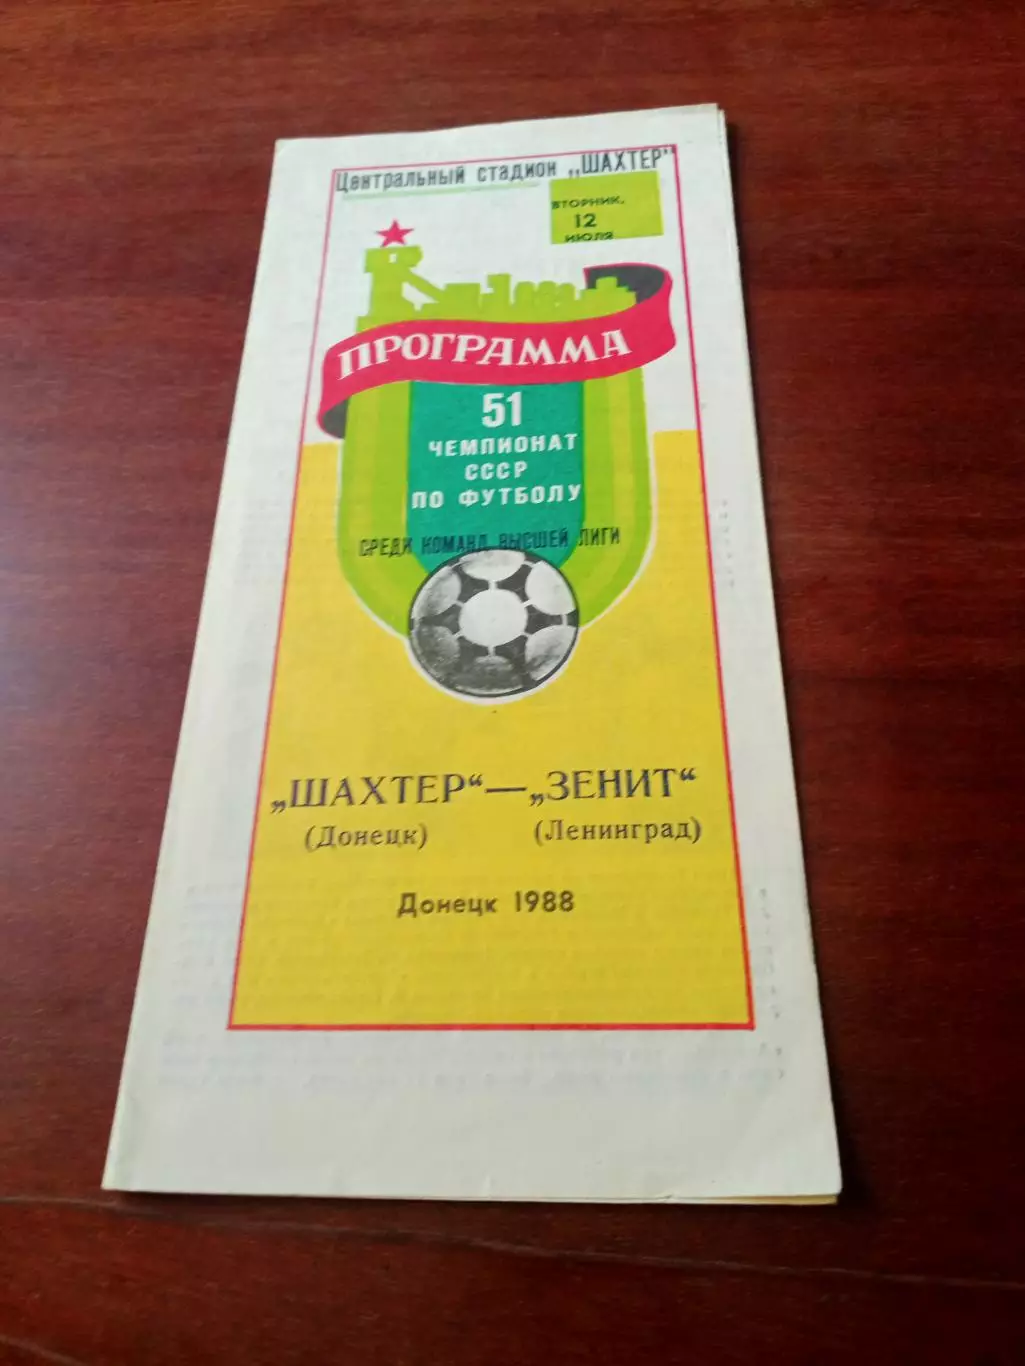 Центральный стадион „ШАХТЕР"
ВТОРНИК,
12
ИЮЛЯ
ПРОГРАММА
51
ЧЕМПИОНАТ
СССР
ПО ФУТБОЛУ
СРЕДИ КОМАНД ВЫСШЕЙ ЛИГИ
„ШАХТЕР“—„ЗЕНИТ“
(Донецк) (Ленинград)
Донецк 1988